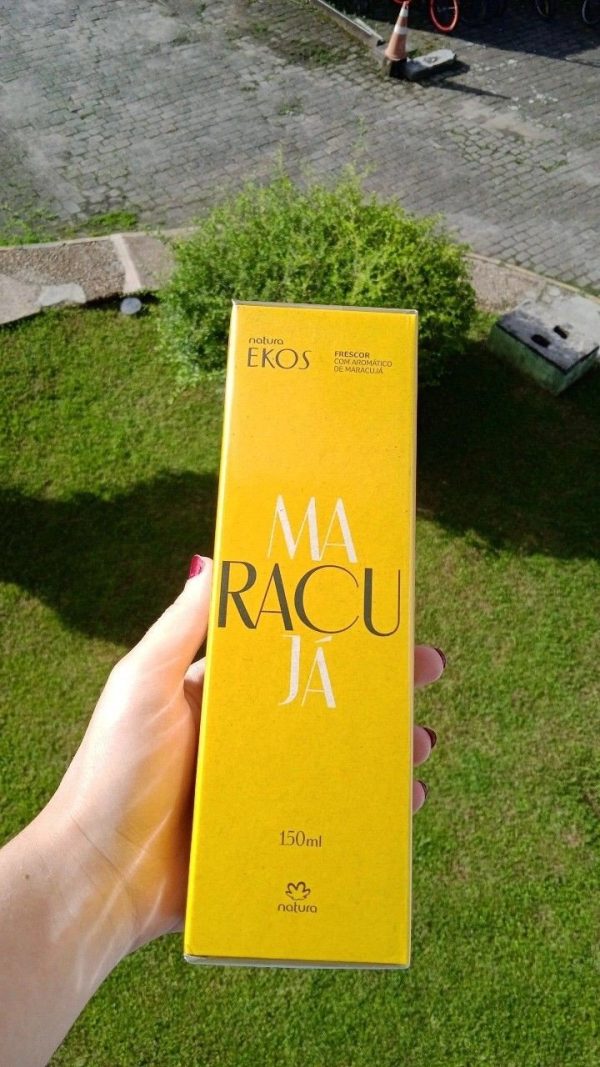 natura
EKOS
FRESCOR
COM AROMÁTICO
DE MARACUJÁ
MA
RACU
JÁ
150ml
natura